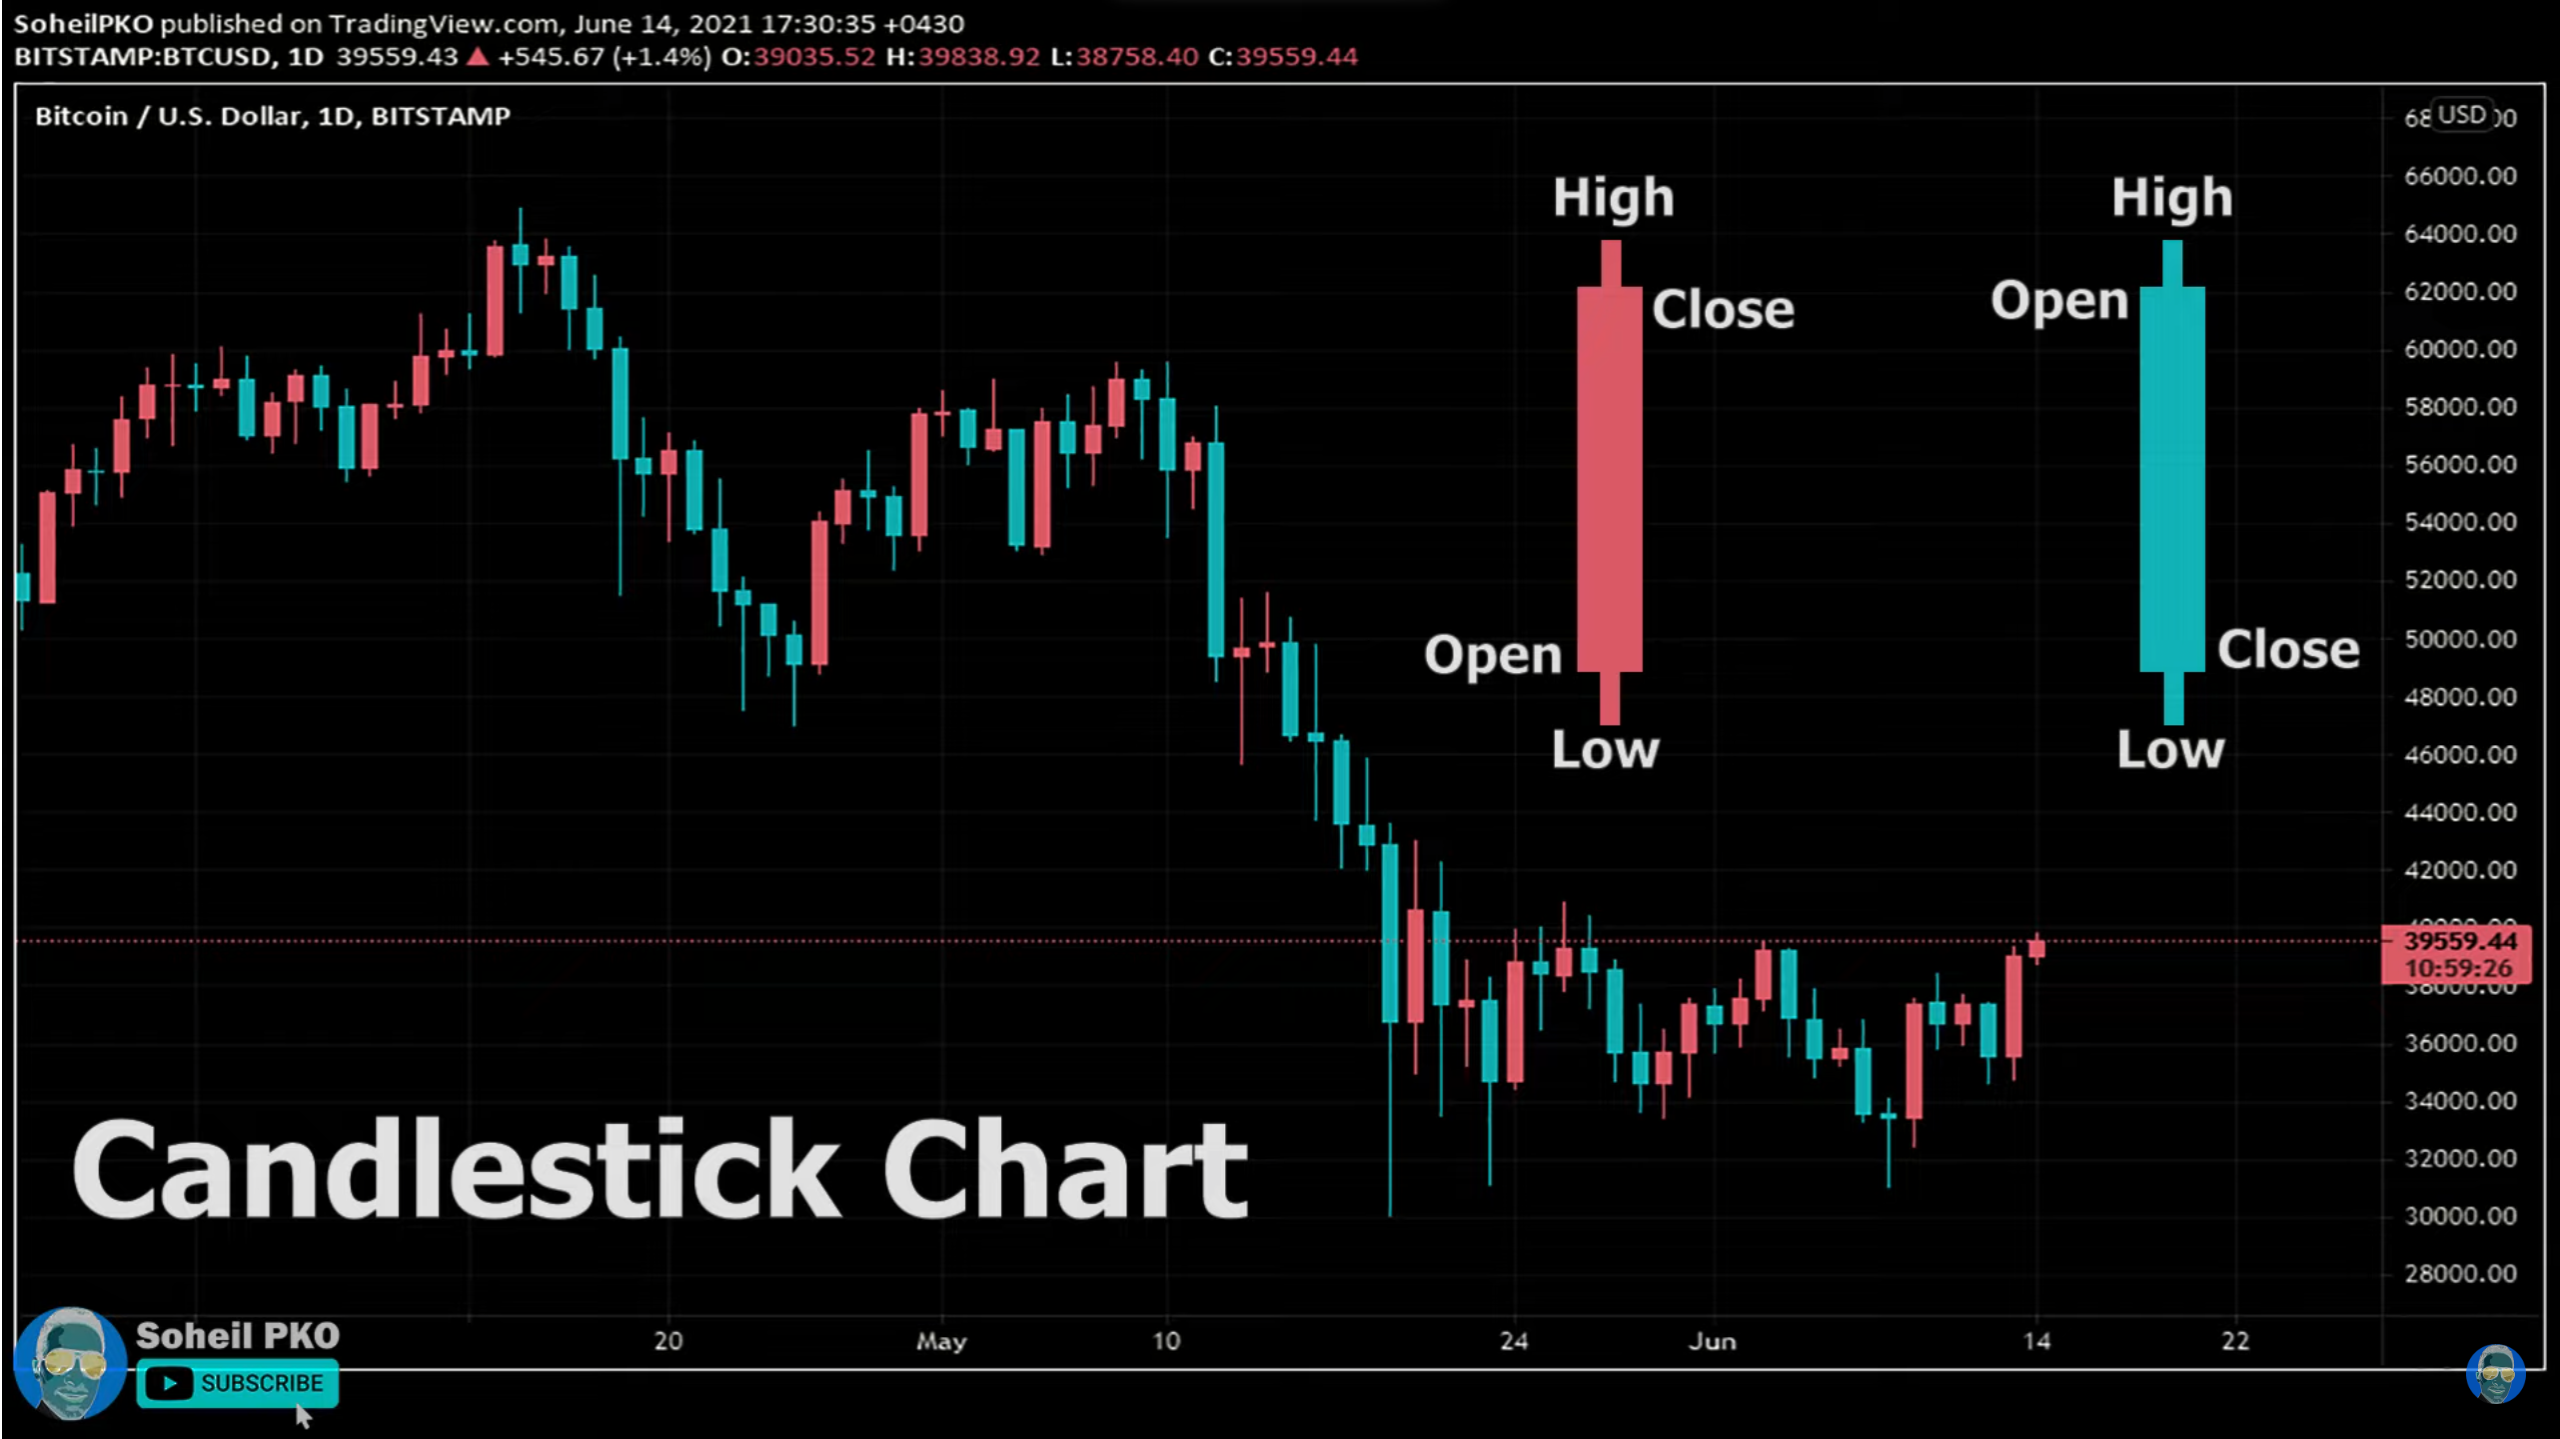 SoheilPKO published on TradingView.com, June 14, 2021 17:30:35 +0430
BITSTAMP:BTCUSD, 1D 39559.43 ▲ +545.67 (+1.4%) O:39035.52 H:39838.92 L:38758.40 C:39559.44
Bitcoin / U.S. Dollar, 1D, BITSTAMP
USD
66000.00
High
High
64000.00
62000.00
Close
Open
60000.00
58000.00
56000.00
54000.00
52000.00
50000.00
Open
Close
48000.00
Low
Low
46000.00
44000.00
42000.00
39559.44
10:59:26
38000.00
36000.00
34000.00
Candlestick Chart
32000.00
30000.00
28000.00
20 May 10 24 Jun 14 22
Soheil PKO
SUBSCRIBE